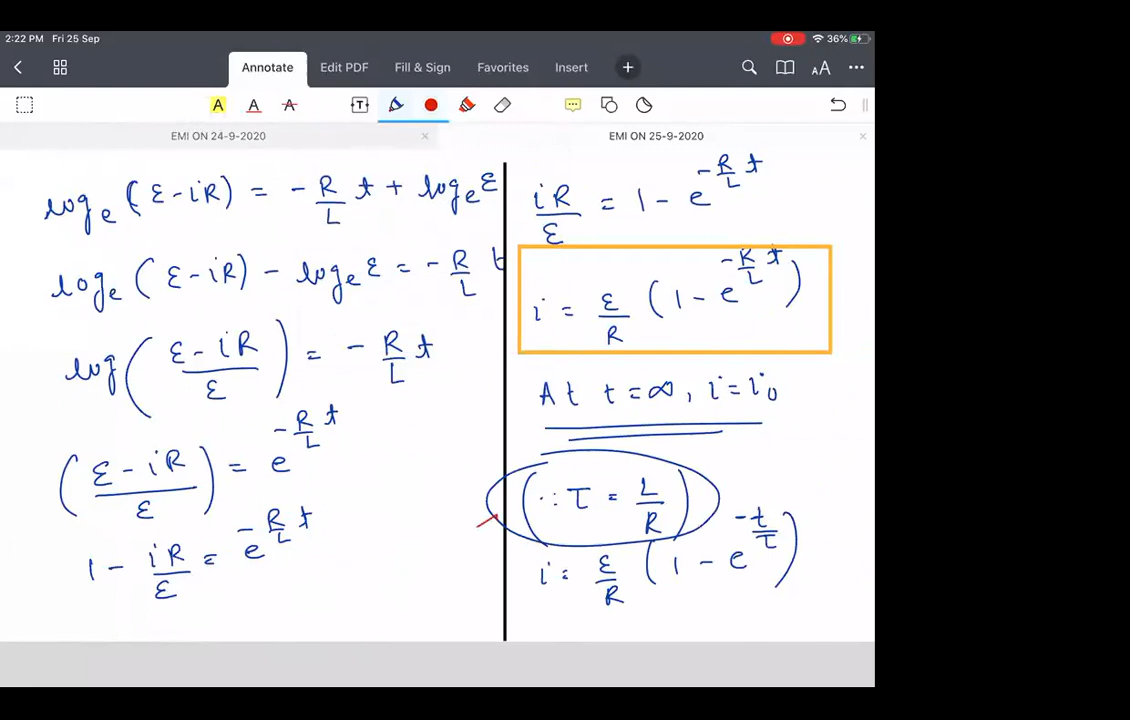 2:22 PM Fri 25 Sep 36%
Annotate Edit PDF Fill & Sign Favorites Insert + AA
A A A T
EMI ON 24-9-2020 × EMI ON 25-9-2020 ×
logₑ (ε - iR) = - R/L t + logₑ ε
logₑ (ε - iR) - logₑ ε = - R/L t
log ((ε - iR)/ε) = - R/L t
((ε - iR)/ε) = e^(-R/L t)
1 - iR/ε = e^(-R/L t)
iR/ε = 1 - e^(-R/L t)
i = ε/R (1 - e^(-R/L t))
At t = ∞, i = i₀
(∵ τ = L/R)
i = ε/R (1 - e^(-t/τ))